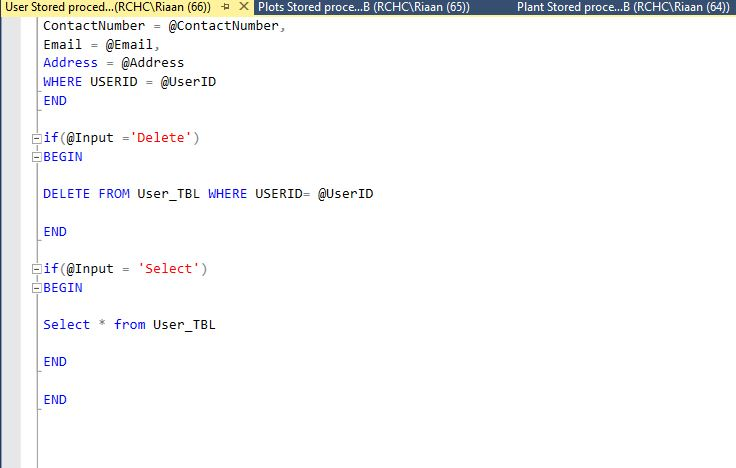 User Stored proced...(RCHC\Riaan (66)) Plots Stored proce...B (RCHC\Riaan (65)) Plant Stored proce...B (RCHC\Riaan (64))
ContactNumber = @ContactNumber,
Email = @Email,
Address = @Address
WHERE USERID = @UserID
END
if(@Input ='Delete')
BEGIN
DELETE FROM User_TBL WHERE USERID= @UserID
END
if(@Input = 'Select')
BEGIN
Select * from User_TBL
END
END